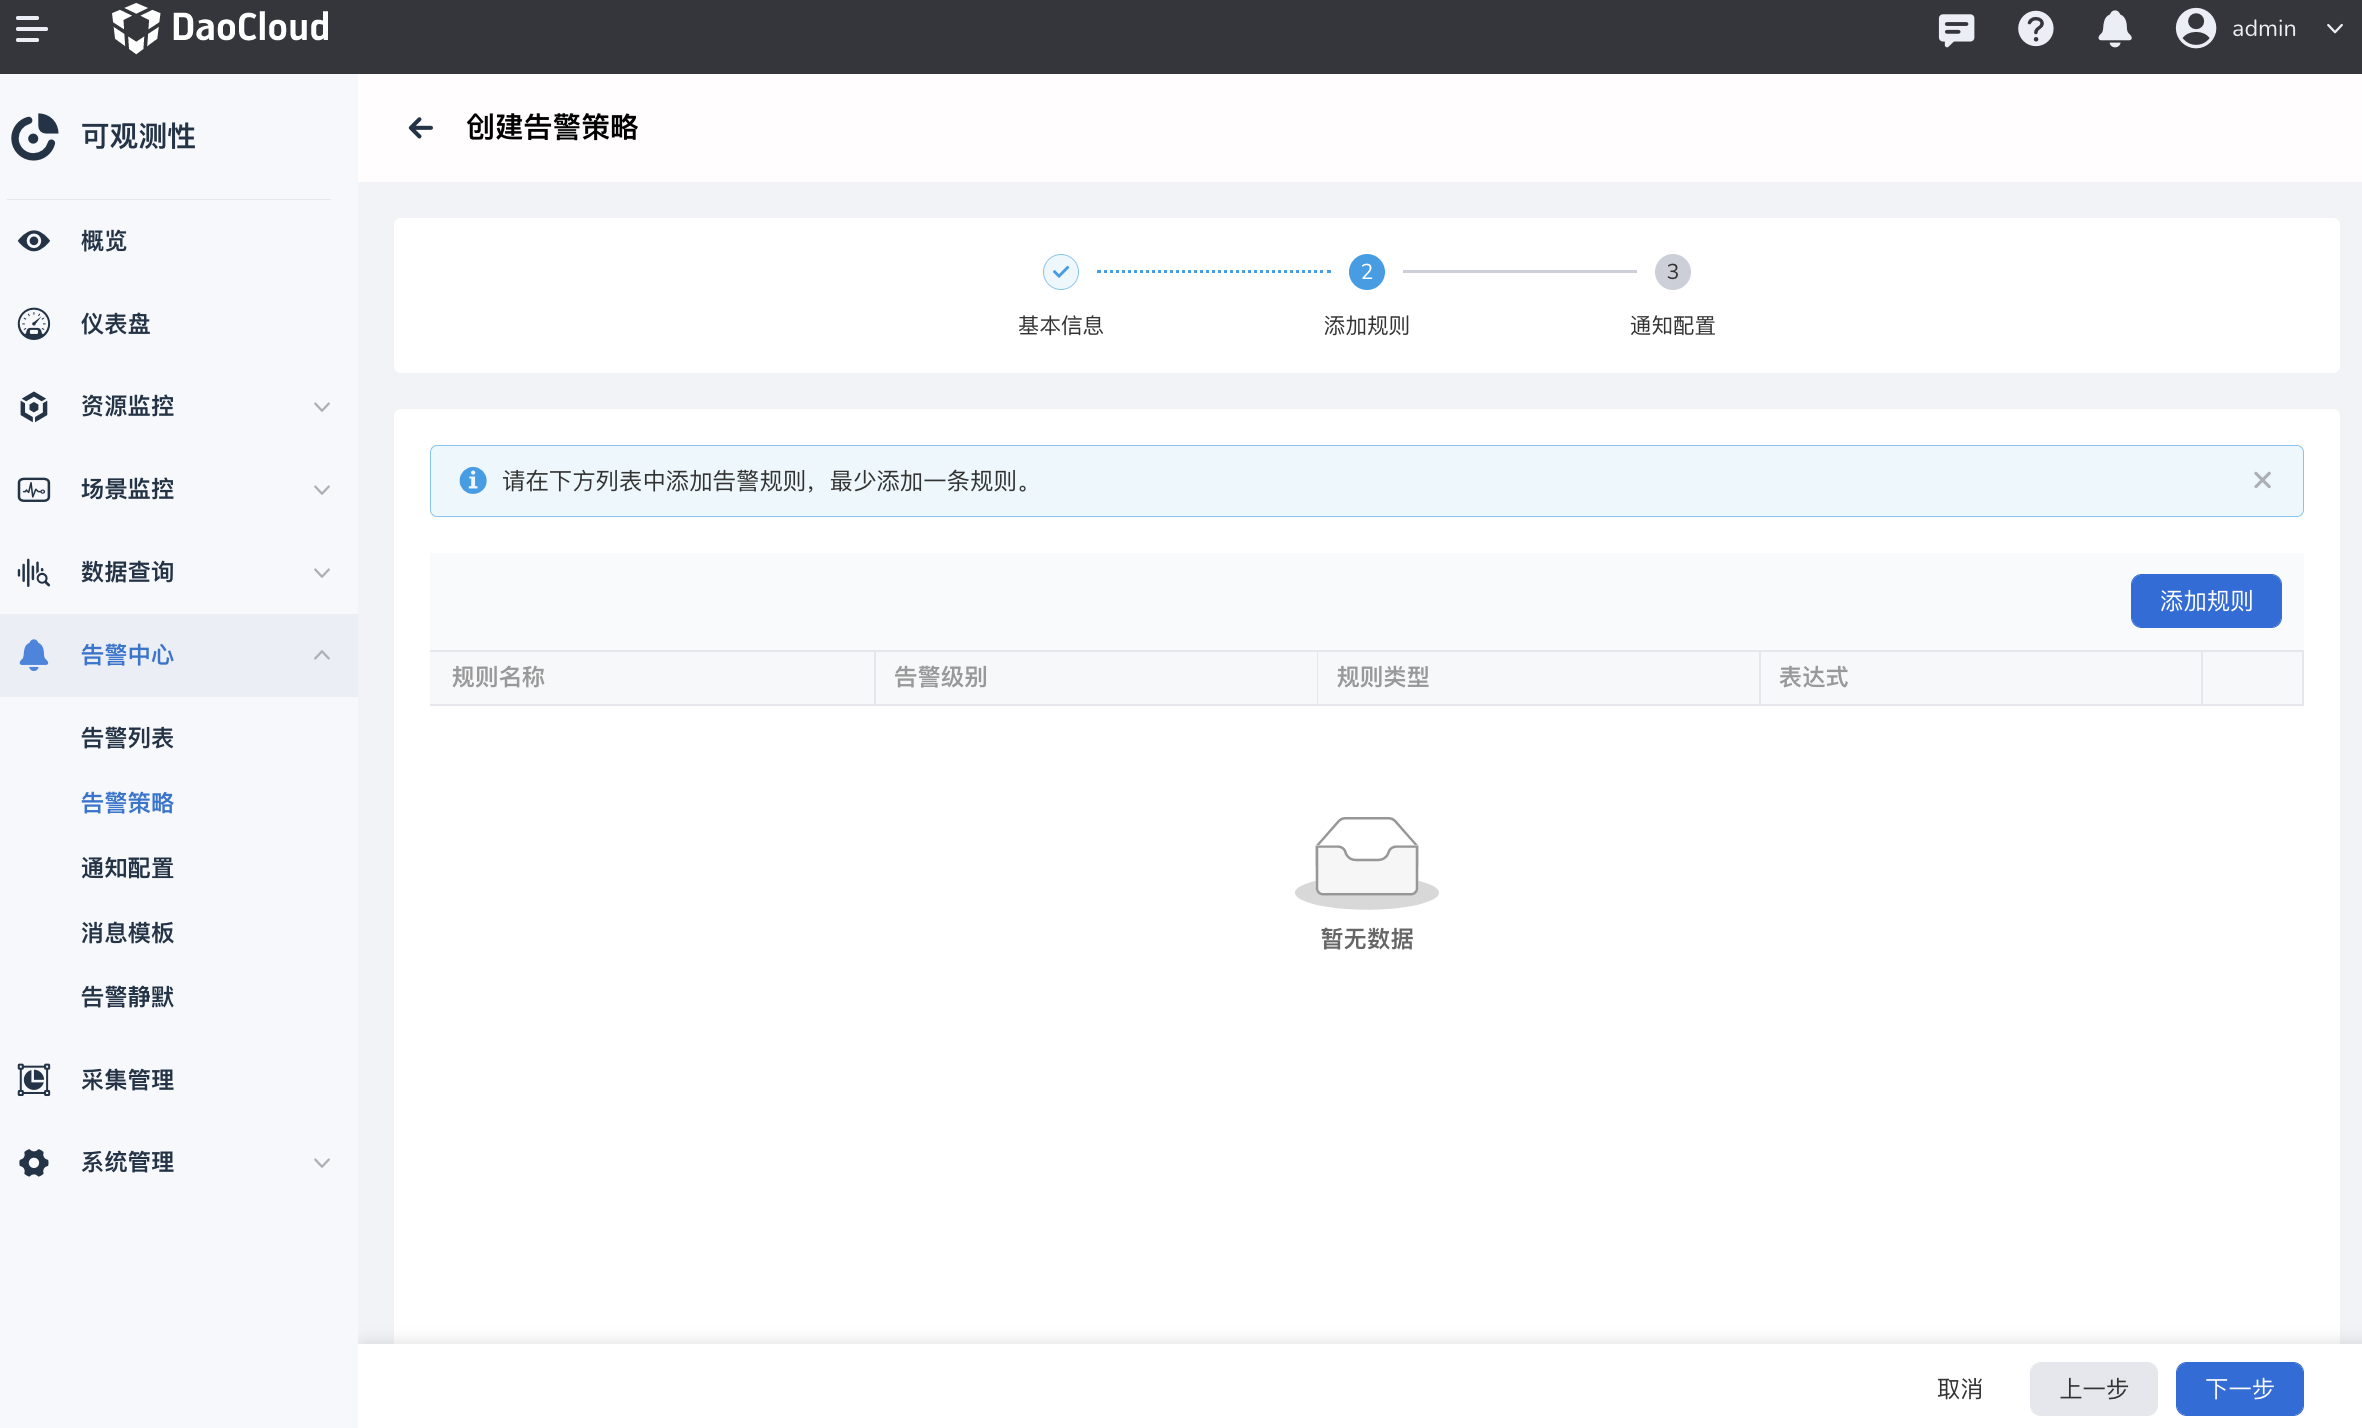 DaoCloud
admin
可观测性
概览
仪表盘
资源监控
场景监控
数据查询
告警中心
告警列表
告警策略
通知配置
消息模板
告警静默
采集管理
系统管理
创建告警策略
2
3
基本信息
添加规则
通知配置
请在下方列表中添加告警规则，最少添加一条规则。
添加规则
规则名称
告警级别
规则类型
表达式
暂无数据
取消
上一步
下一步